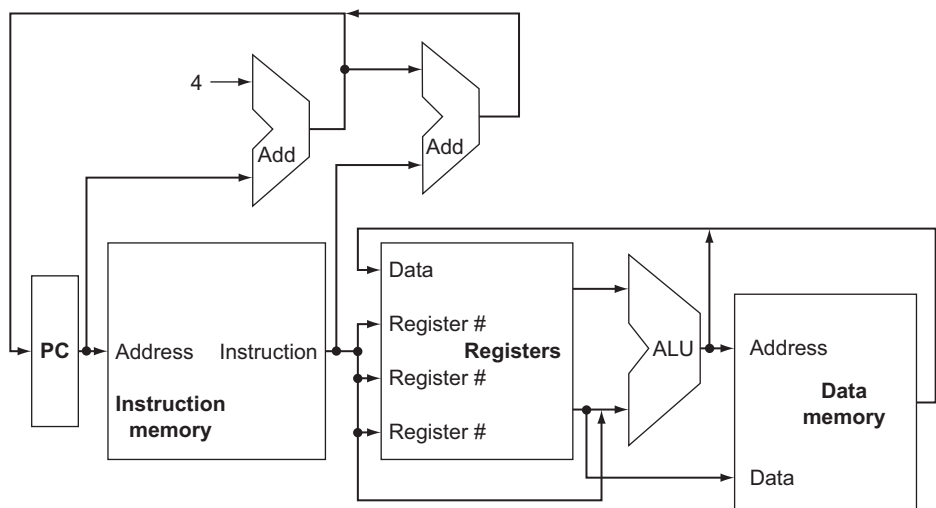 4
Add
Add
Data
Register #
Register #
Register #
Registers
ALU
PC
Address
Instruction
Instruction
memory
Address
Data
memory
Data